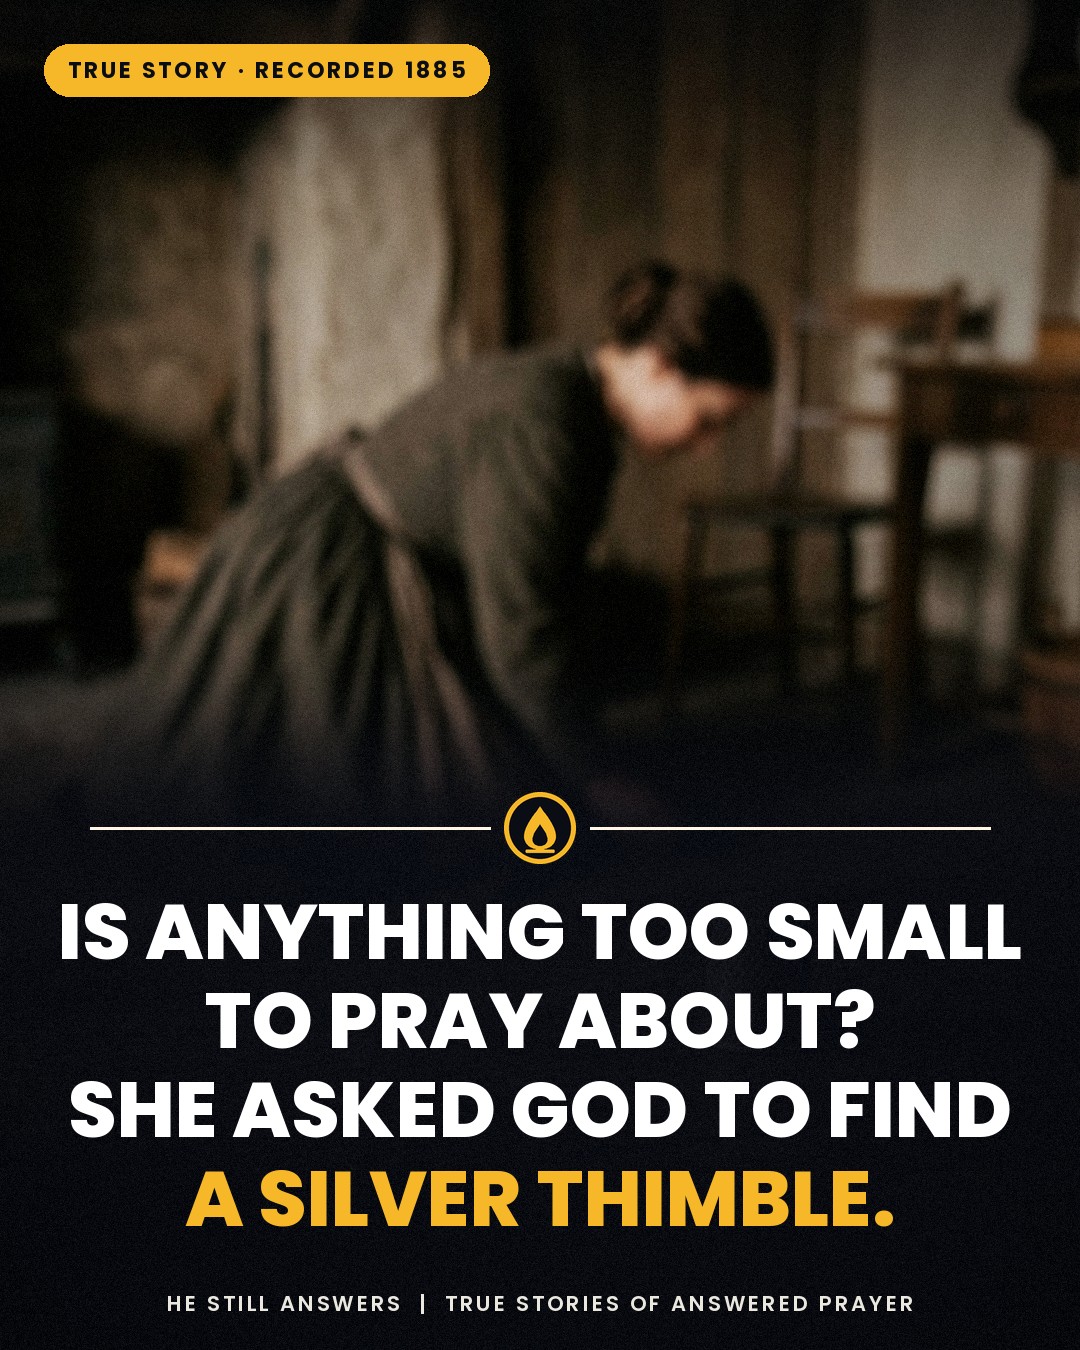 TRUE STORY · RECORDED 1885
IS ANYTHING TOO SMALL
TO PRAY ABOUT?
SHE ASKED GOD TO FIND
A SILVER THIMBLE.
HE STILL ANSWERS | TRUE STORIES OF ANSWERED PRAYER